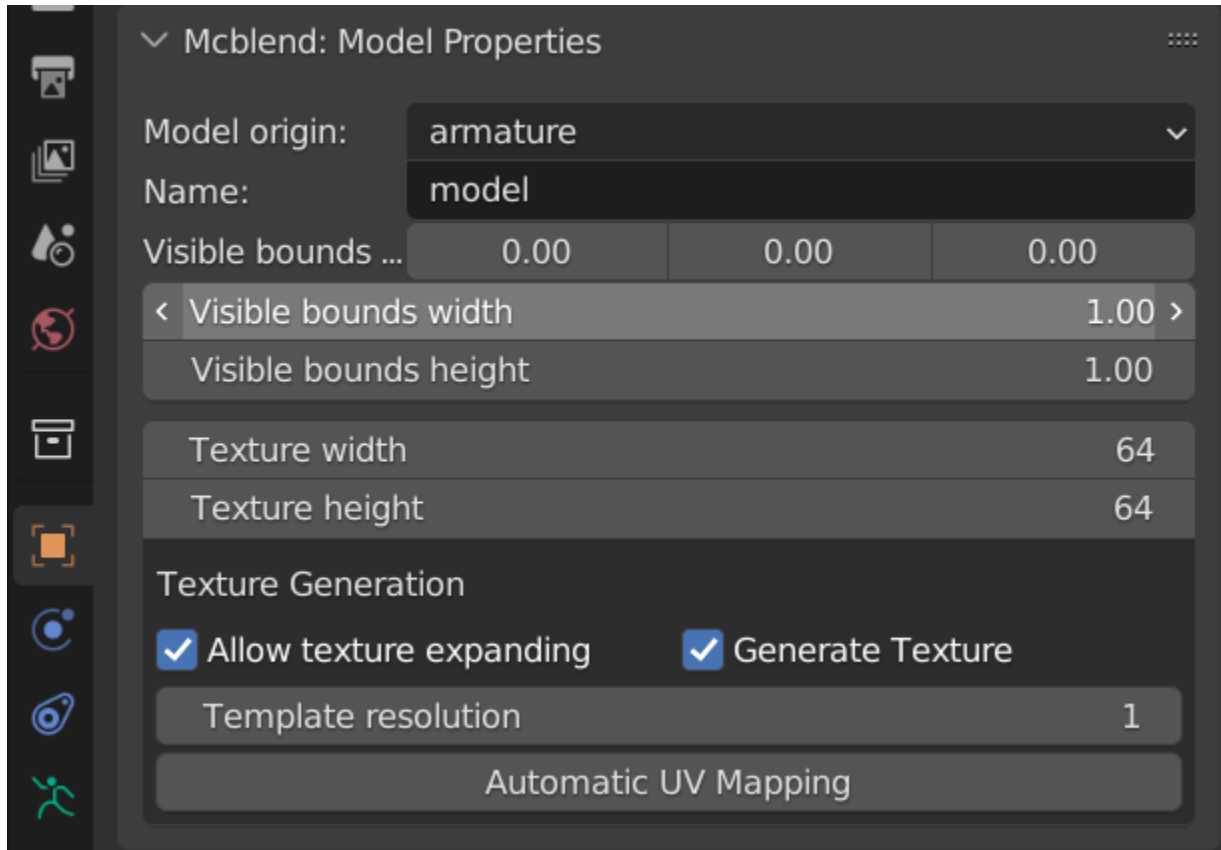 Mcblend: Model Properties
Model origin: armature
Name: model
Visible bounds ... 0.00 0.00 0.00
Visible bounds width 1.00
Visible bounds height 1.00
Texture width 64
Texture height 64
Texture Generation
Allow texture expanding Generate Texture
Template resolution 1
Automatic UV Mapping